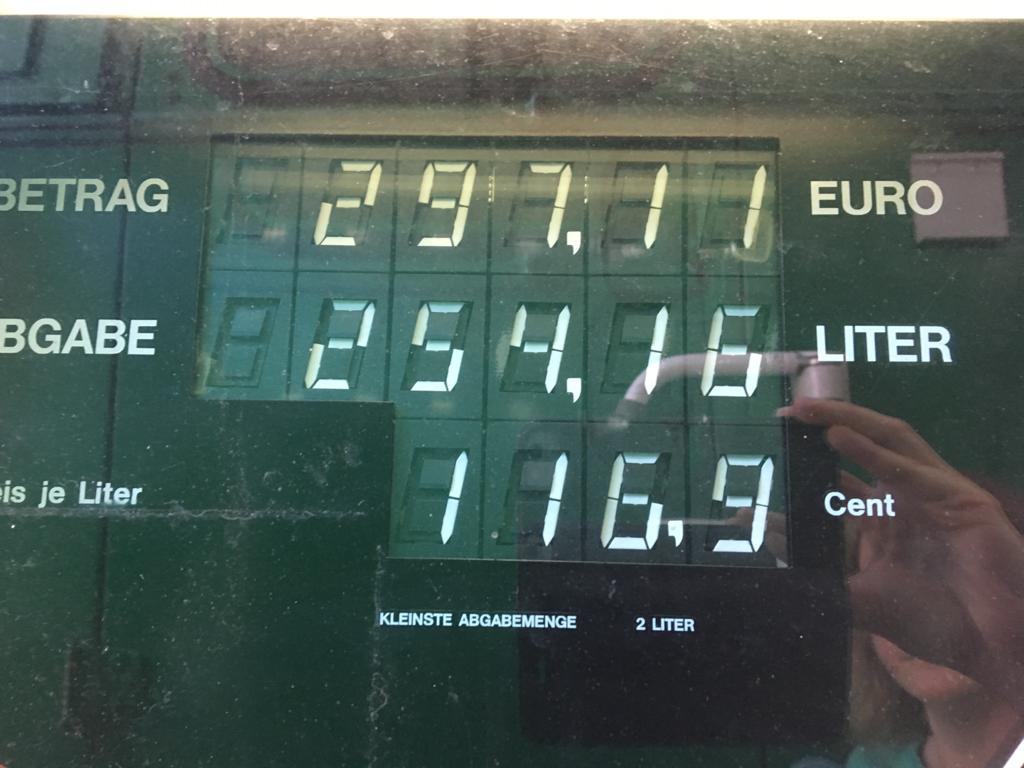 BETRAG 297,11 EURO
BGABE 254,16 LITER
eis je Liter 116,9 Cent
KLEINSTE ABGABEMENGE 2 LITER